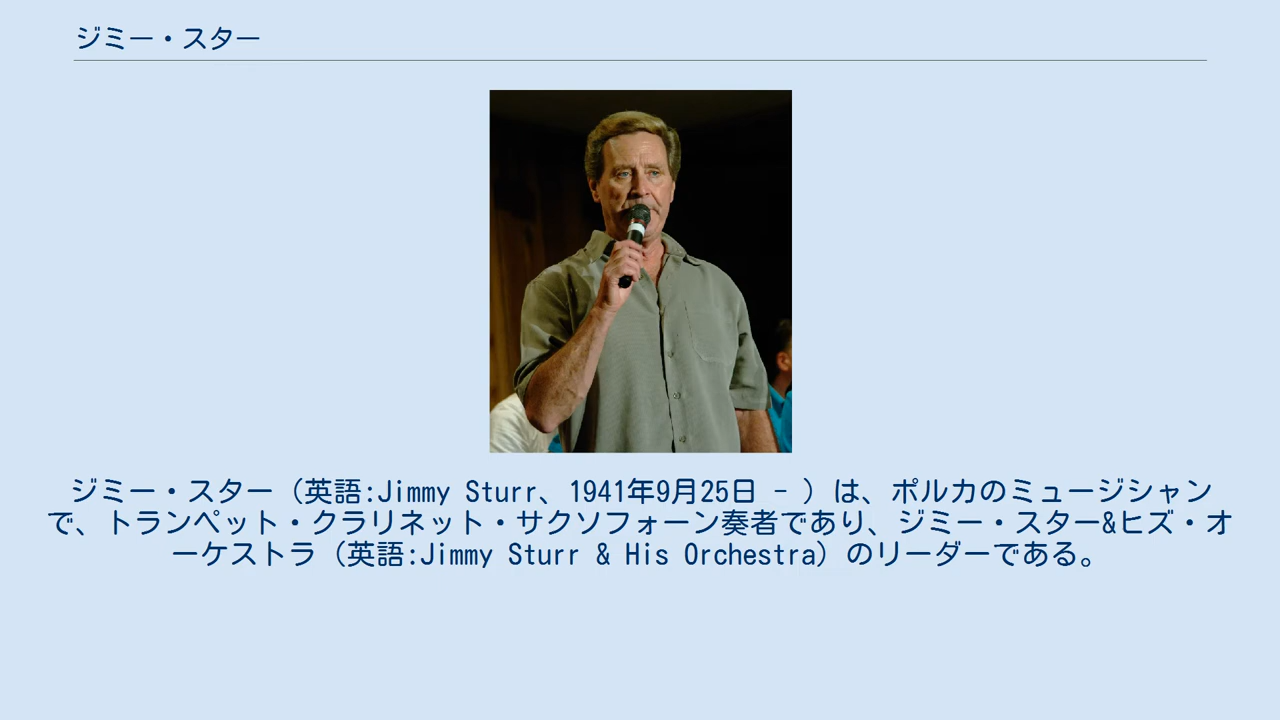 ジミー・スター
ジミー・スター（英語:Jimmy Sturr、1941年9月25日 - ）は、ポルカのミュージシャン
で、トランペット・クラリネット・サクソフォーン奏者であり、ジミー・スター&ヒズ・オ
ーケストラ（英語:Jimmy Sturr & His Orchestra）のリーダーである。